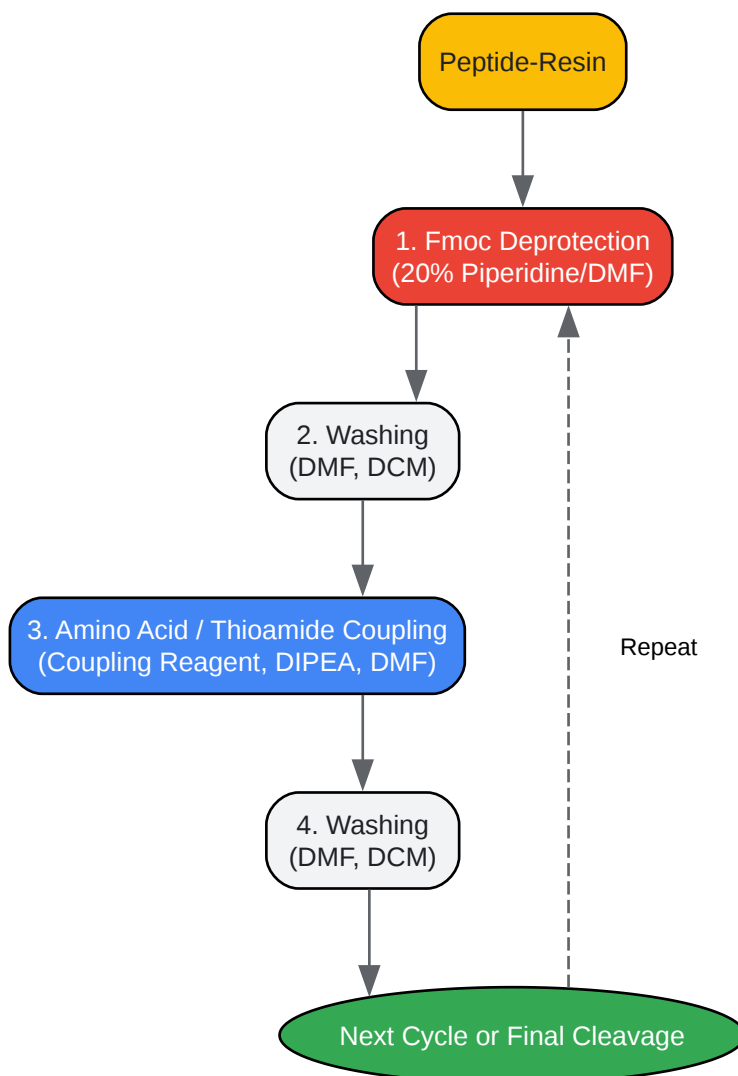 Peptide-Resin
1. Fmoc Deprotection
(20% Piperidine/DMF)
2. Washing
(DMF, DCM)
3. Amino Acid / Thioamide Coupling
(Coupling Reagent, DIPEA, DMF)
Repeat
4. Washing
(DMF, DCM)
Next Cycle or Final Cleavage